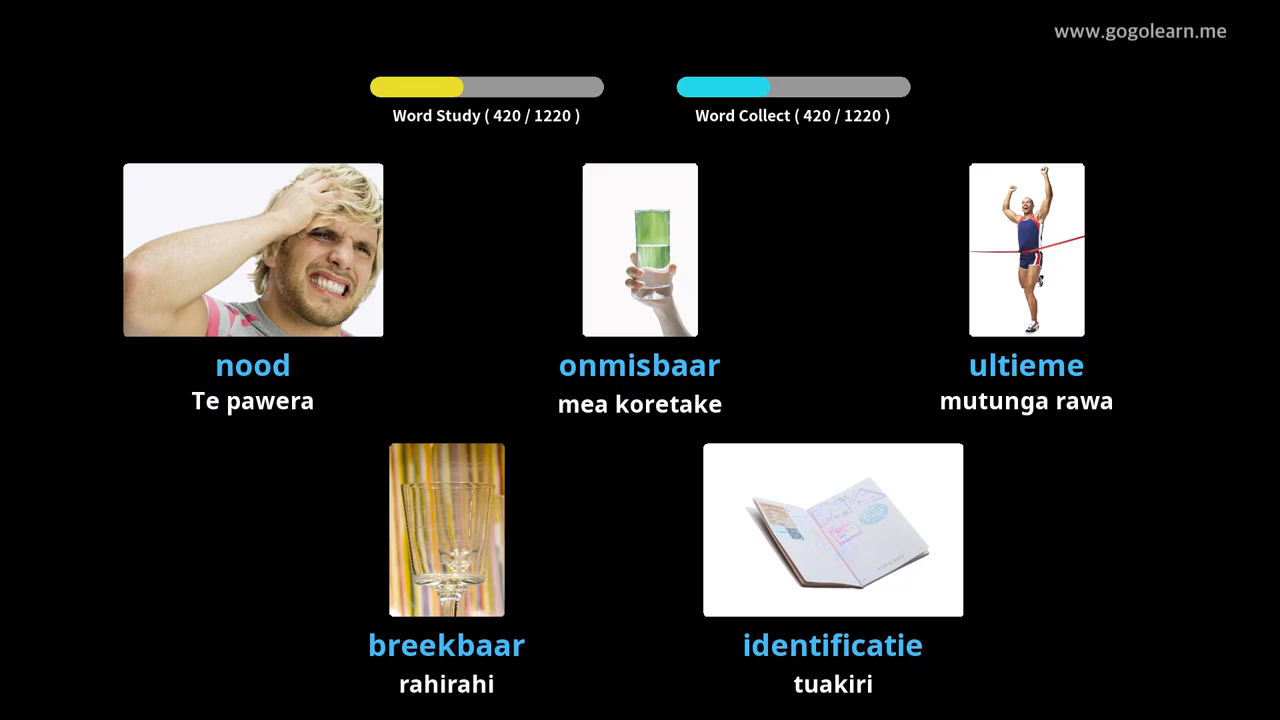 www.gogolearn.me
Word Study ( 420 / 1220 )
Word Collect ( 420 / 1220 )
nood
Te pawera
onmisbaar
mea koretake
ultieme
mutunga rawa
breekbaar
rahirahi
identificatie
tuakiri